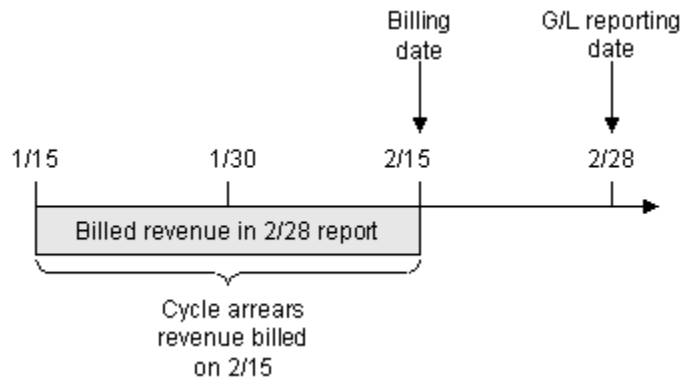 Billing
date
G/L reporting
date
1/15
1/30
2/15
2/28
Billed revenue in 2/28 report
Cycle arrears
revenue billed
on 2/15